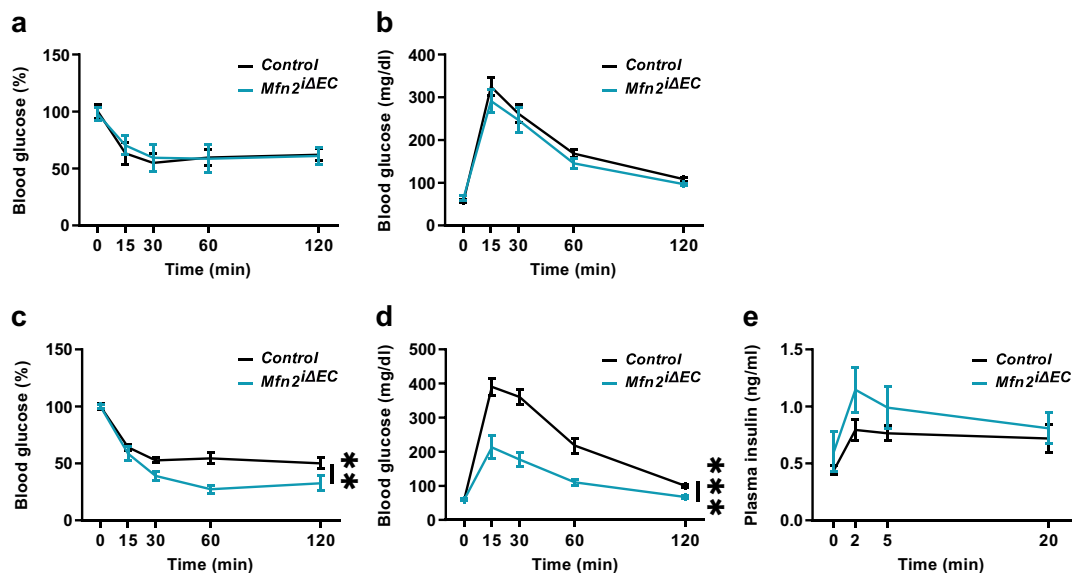 a
Blood glucose (%)
150
100
50
0
Control
Mfn2iΔEC
0 15 30 60 120
Time (min)
b
Blood glucose (mg/dl)
400
300
200
100
0
Control
Mfn2iΔEC
0 15 30 60 120
Time (min)
c
Blood glucose (%)
150
100
50
0
Control
Mfn2iΔEC
**
0 15 30 60 120
Time (min)
d
Blood glucose (mg/dl)
500
400
300
200
100
0
Control
Mfn2iΔEC
***
0 15 30 60 120
Time (min)
e
Plasma insulin (ng/ml)
1.5
1.0
0.5
0.0
Control
Mfn2iΔEC
0 2 5 20
Time (min)